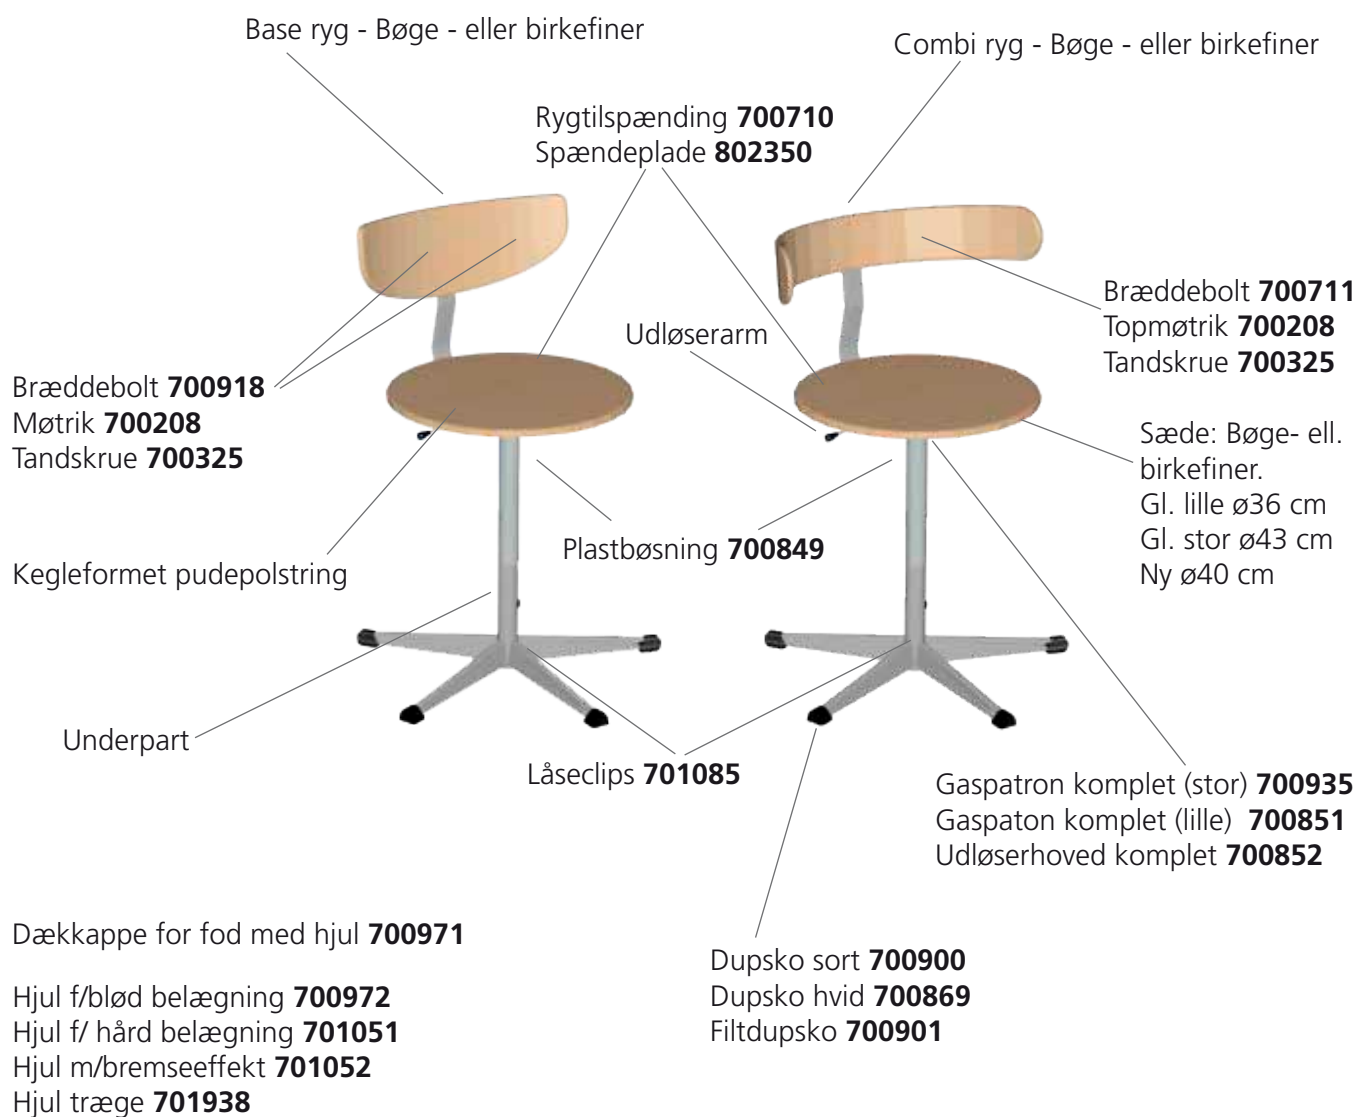 Base ryg - Bøge - eller birkefiner
Combi ryg - Bøge - eller birkefiner
Rygtilspænding 700710
Spændeplade 802350
Bræddebolt 700711
Topmøtrik 700208
Tandskrue 700325
Udløserarm
Bræddebolt 700918
Møtrik 700208
Tandskrue 700325
Sæde: Bøge- ell.
birkefiner.
Gl. lille ø36 cm
Gl. stor ø43 cm
Ny ø40 cm
Plastbøsning 700849
Kegleformet pudepolstring
Underpart
Låseclips 701085
Gaspatron komplet (stor) 700935
Gaspaton komplet (lille) 700851
Udløserhoved komplet 700852
Dækkappe for fod med hjul 700971
Hjul f/blød belægning 700972
Hjul f/ hård belægning 701051
Hjul m/bremseeffekt 701052
Hjul træge 701938
Dupsko sort 700900
Dupsko hvid 700869
Filtdupsko 700901